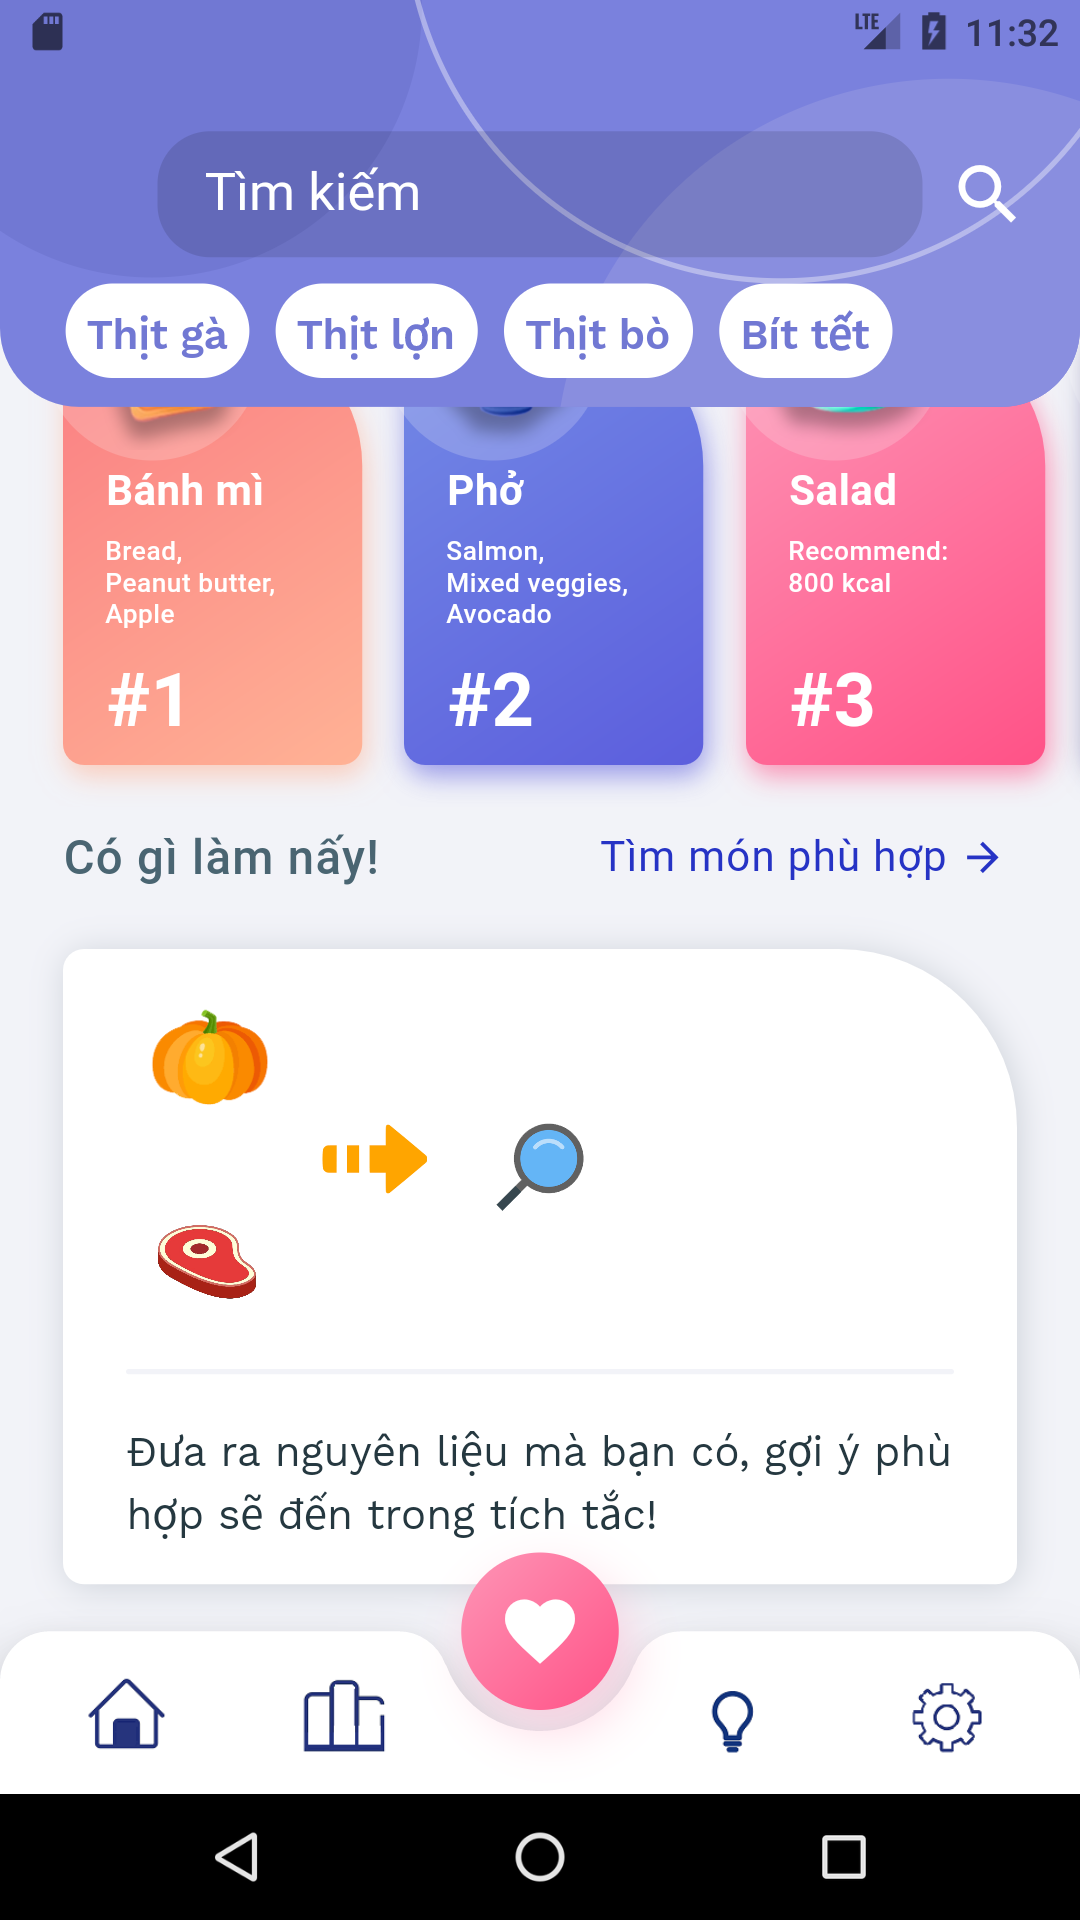 LTE 11:32
Tìm kiếm
Thịt gà Thịt lợn Thịt bò Bít tết
Bánh mì
Bread,
Peanut butter,
Apple
#1
Phở
Salmon,
Mixed veggies,
Avocado
#2
Salad
Recommend:
800 kcal
#3
Có gì làm nấy! Tìm món phù hợp
Đưa ra nguyên liệu mà bạn có, gợi ý phù
hợp sẽ đến trong tích tắc!